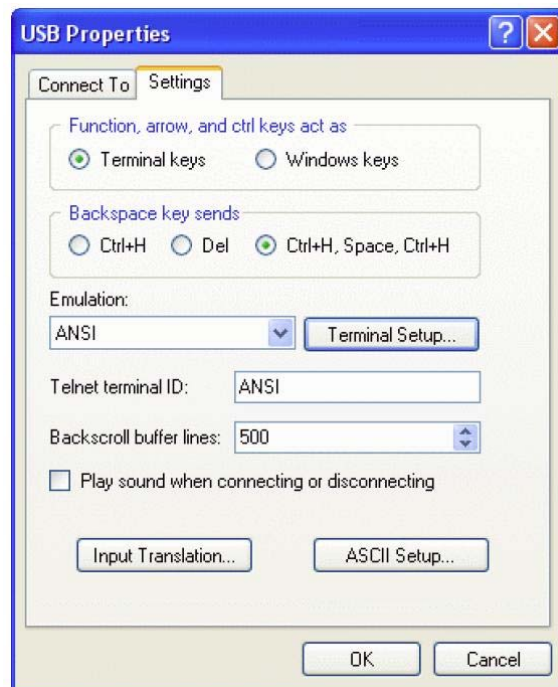 USB Properties
Connect To Settings
Function, arrow, and ctrl keys act as
Terminal keys Windows keys
Backspace key sends
Ctrl+H Del Ctrl+H, Space, Ctrl+H
Emulation:
ANSI Terminal Setup...
Telnet terminal ID: ANSI
Backscroll buffer lines: 500
Play sound when connecting or disconnecting
Input Translation... ASCII Setup...
OK Cancel